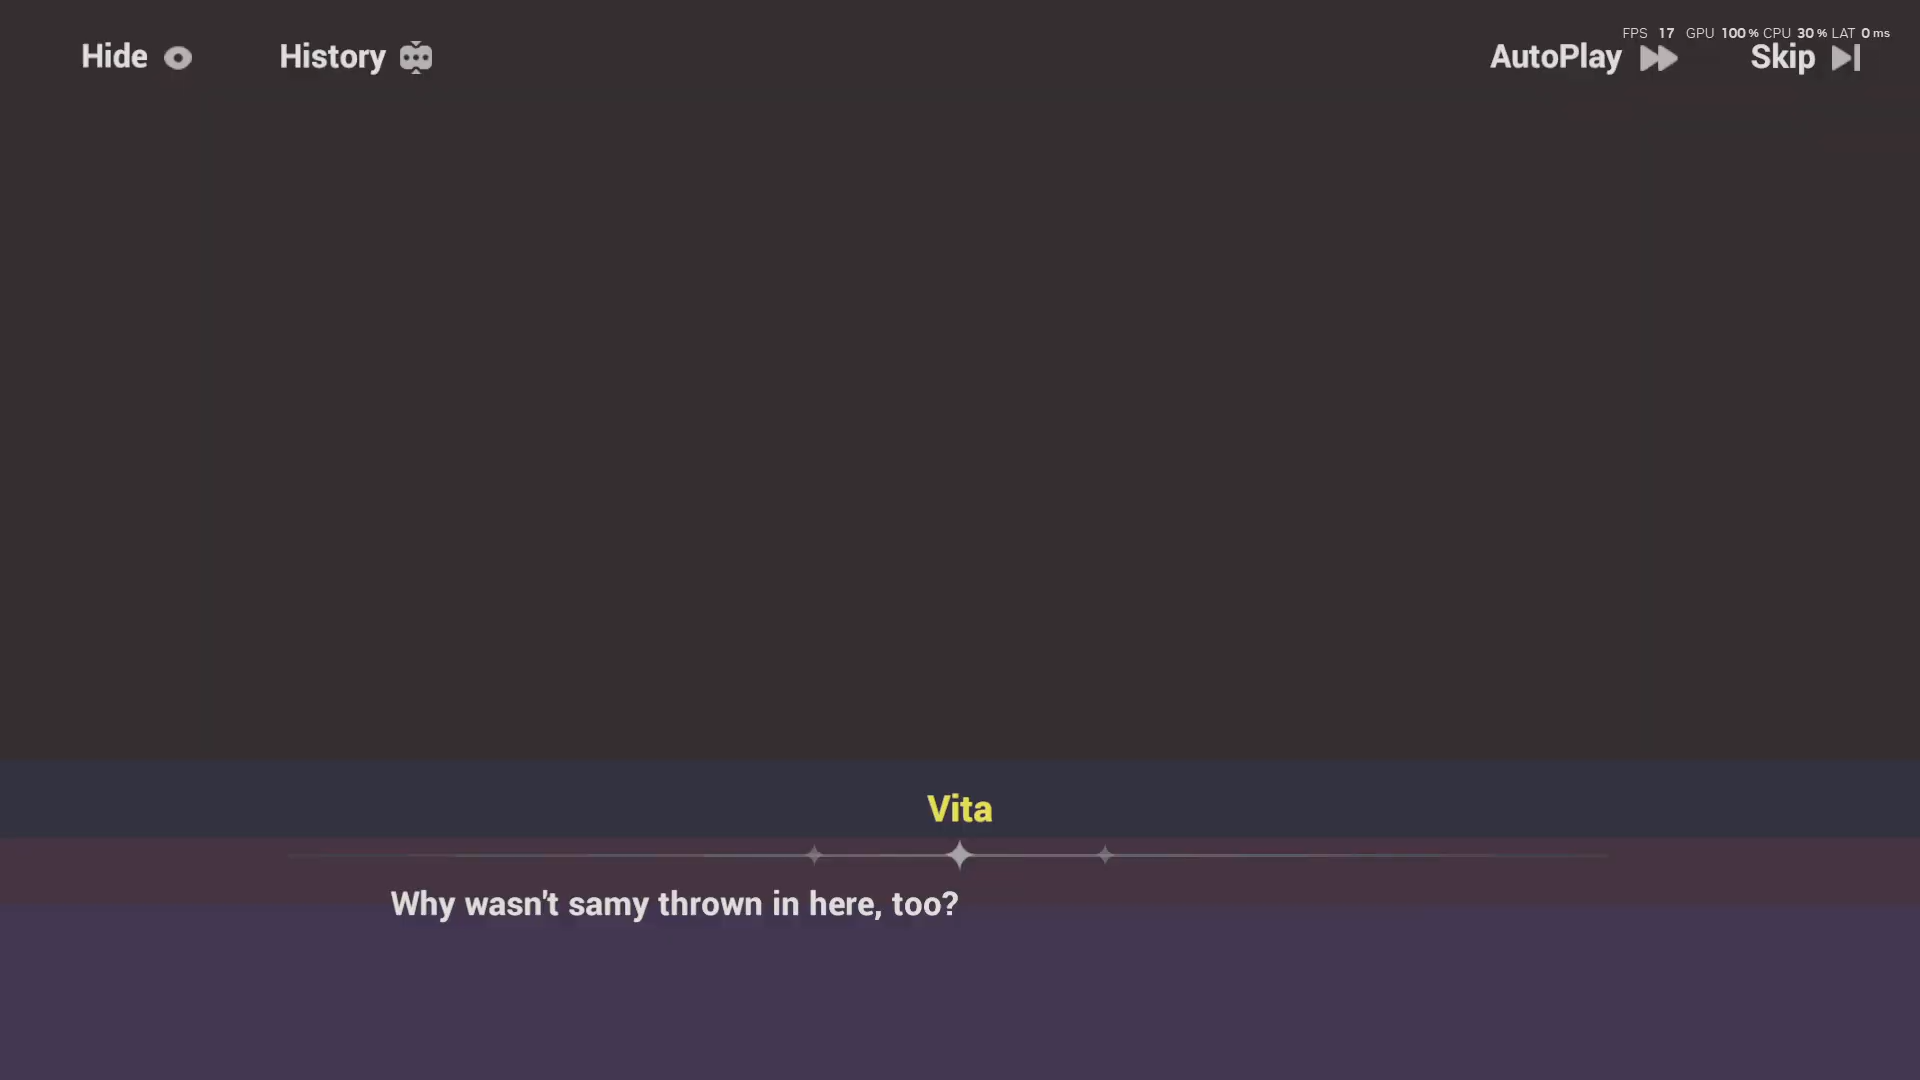 FPS 17 GPU 100% CPU 30% LAT 0 ms
Hide History AutoPlay Skip
Vita
Why wasn't samy thrown in here, too?